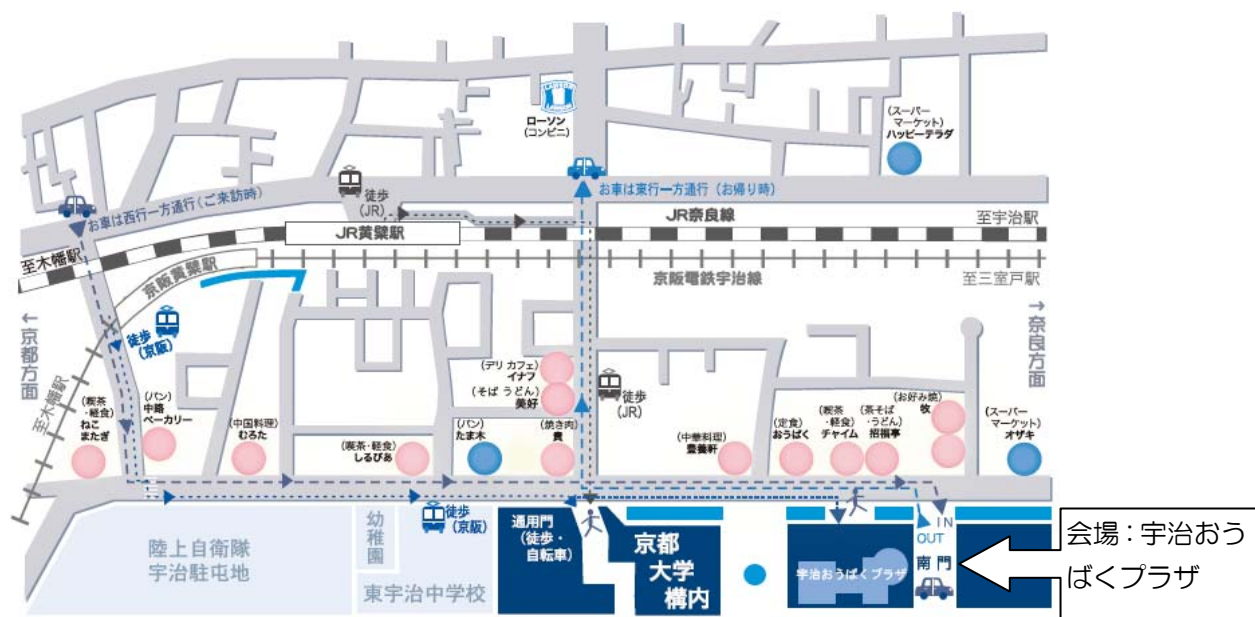 ローソン
(コンビニ)
(スーパー
マーケット)
ハッピーテラダ
お車は西行一方通行(ご来訪時)
徒歩
(JR)
お車は東行一方通行(お帰り時)
JR奈良線
至宇治駅
JR黄檗駅
至木幡駅
京阪黄檗駅
京阪電鉄宇治線
至三室戸駅
←京都方面
→奈良方面
徒歩
(京阪)
至木幡駅
(喫茶
・軽食)
ねこ
またぎ
(パン)
中路
ベーカリー
(中国料理)
むろた
(喫茶・軽食)
しるびあ
(デリ カフェ)
イナフ
(そば うどん)
美好
(パン)
たま木
(焼き肉)
貴
徒歩
(JR)
(中華料理)
豊養軒
(定食)
おうばく
(喫茶
・軽食)
チャイム
(茶そば
・うどん)
招福亭
(お好み焼)
牧
(スーパー
マーケット)
オザキ
徒歩
(京阪)
陸上自衛隊
宇治駐屯地
幼稚園
東宇治中学校
通用門
(徒歩・
自転車)
京都
大学
構内
宇治おうばくプラザ
IN
OUT
南門
会場：宇治おう
ばくプラザ